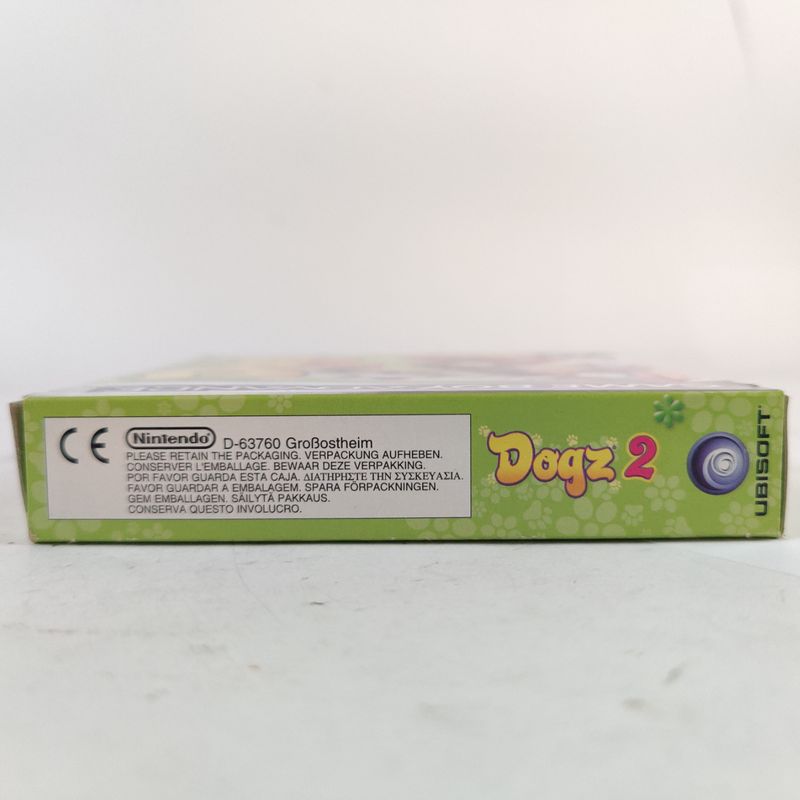 CE
Nintendo D-63760 Großostheim
PLEASE RETAIN THE PACKAGING. VERPACKUNG AUFHEBEN.
CONSERVER L'EMBALLAGE. BEWAAR DEZE VERPAKKING.
POR FAVOR GUARDA ESTA CAJA. ΔΙΑΤΗΡΗΣΤΕ ΤΗΝ ΣΥΣΚΕΥΑΣΙΑ.
FAVOR GUARDAR A EMBALAGEM. SPARA FÖRPACKNINGEN.
GEM EMBALLAGEN. SÄILYTÄ PAKKAUS.
CONSERVA QUESTO INVOLUCRO.
Dogz 2
UBISOFT